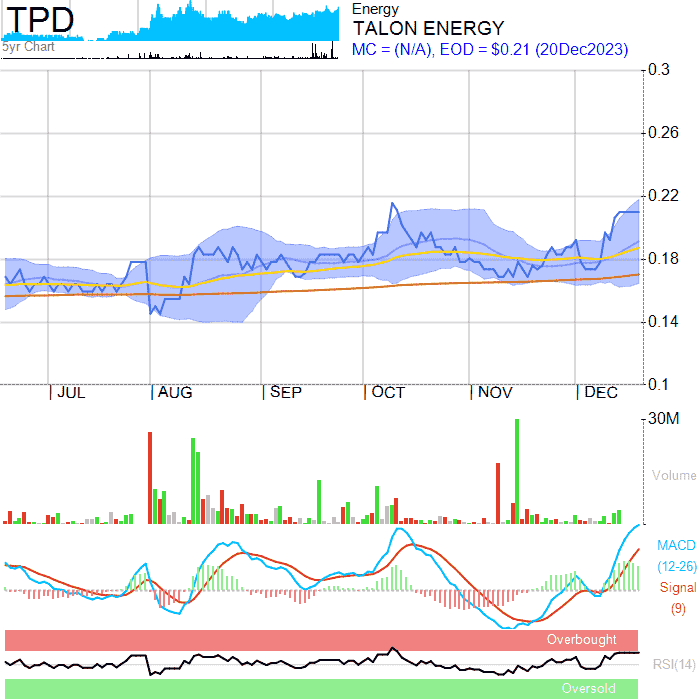 TPD
5yr Chart
Energy
TALON ENERGY
MC = (N/A), EOD = $0.21 (20Dec2023)
0.3
0.26
0.22
0.18
0.14
0.1
JUL AUG SEP OCT NOV DEC
30M
Volume
MACD
(12-26)
Signal
(9)
Overbought
RSI(14)
Oversold